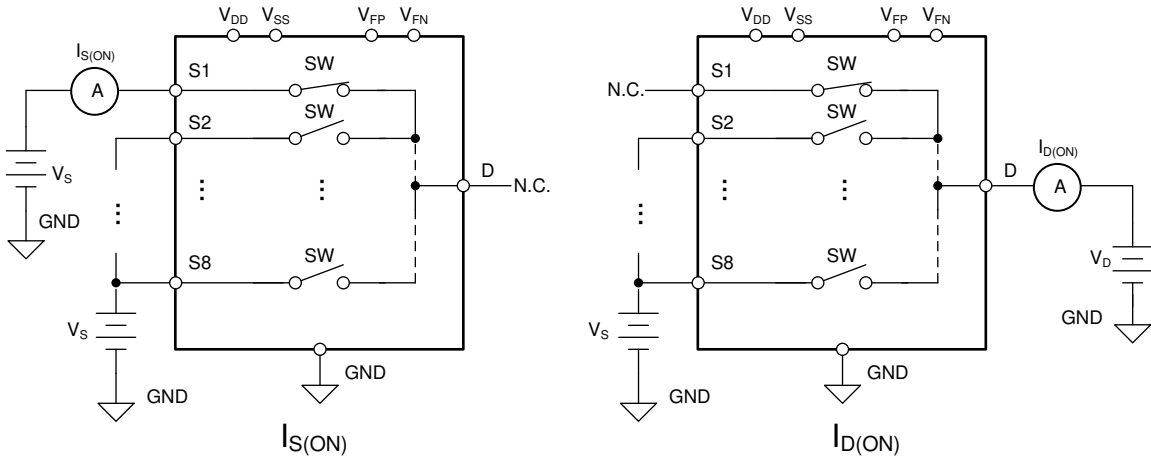 V_DD V_SS V_FP V_FN
I_S(ON)
A
S1 SW
S2 SW
V_S
GND
...
D N.C.
S8 SW
V_S
GND
GND
I_S(ON)
V_DD V_SS V_FP V_FN
N.C. S1 SW
S2 SW
...
D
I_D(ON)
A
S8 SW
V_D
GND
V_S
GND
GND
I_D(ON)